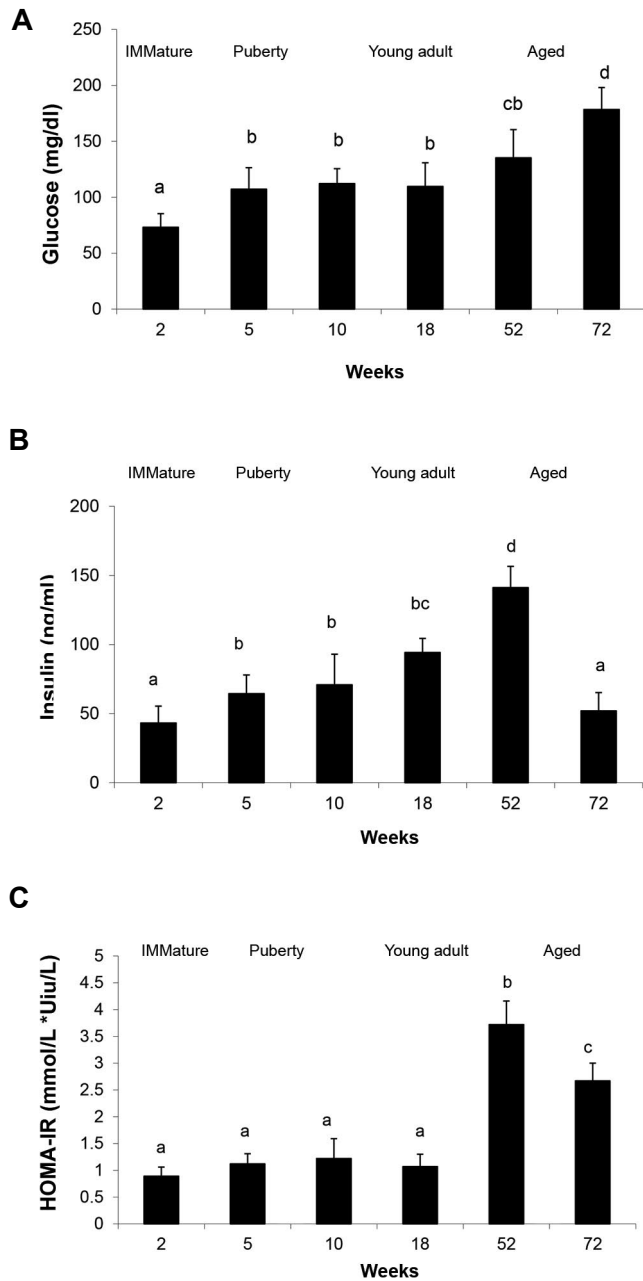 A
IMMature Puberty Young adult Aged
250
200
150
100
50
0
Glucose (mg/dl)
a b b b cb d
2 5 10 18 52 72
Weeks
B
IMMature Puberty Young adult Aged
200
150
100
50
0
Insulin (ng/ml)
a b b bc d a
2 5 10 18 52 72
Weeks
C
IMMature Puberty Young adult Aged
5
4.5
4
3.5
3
2.5
2
1.5
1
0.5
0
HOMA-IR (mmol/L *Uiu/L)
a a a a b c
2 5 10 18 52 72
Weeks